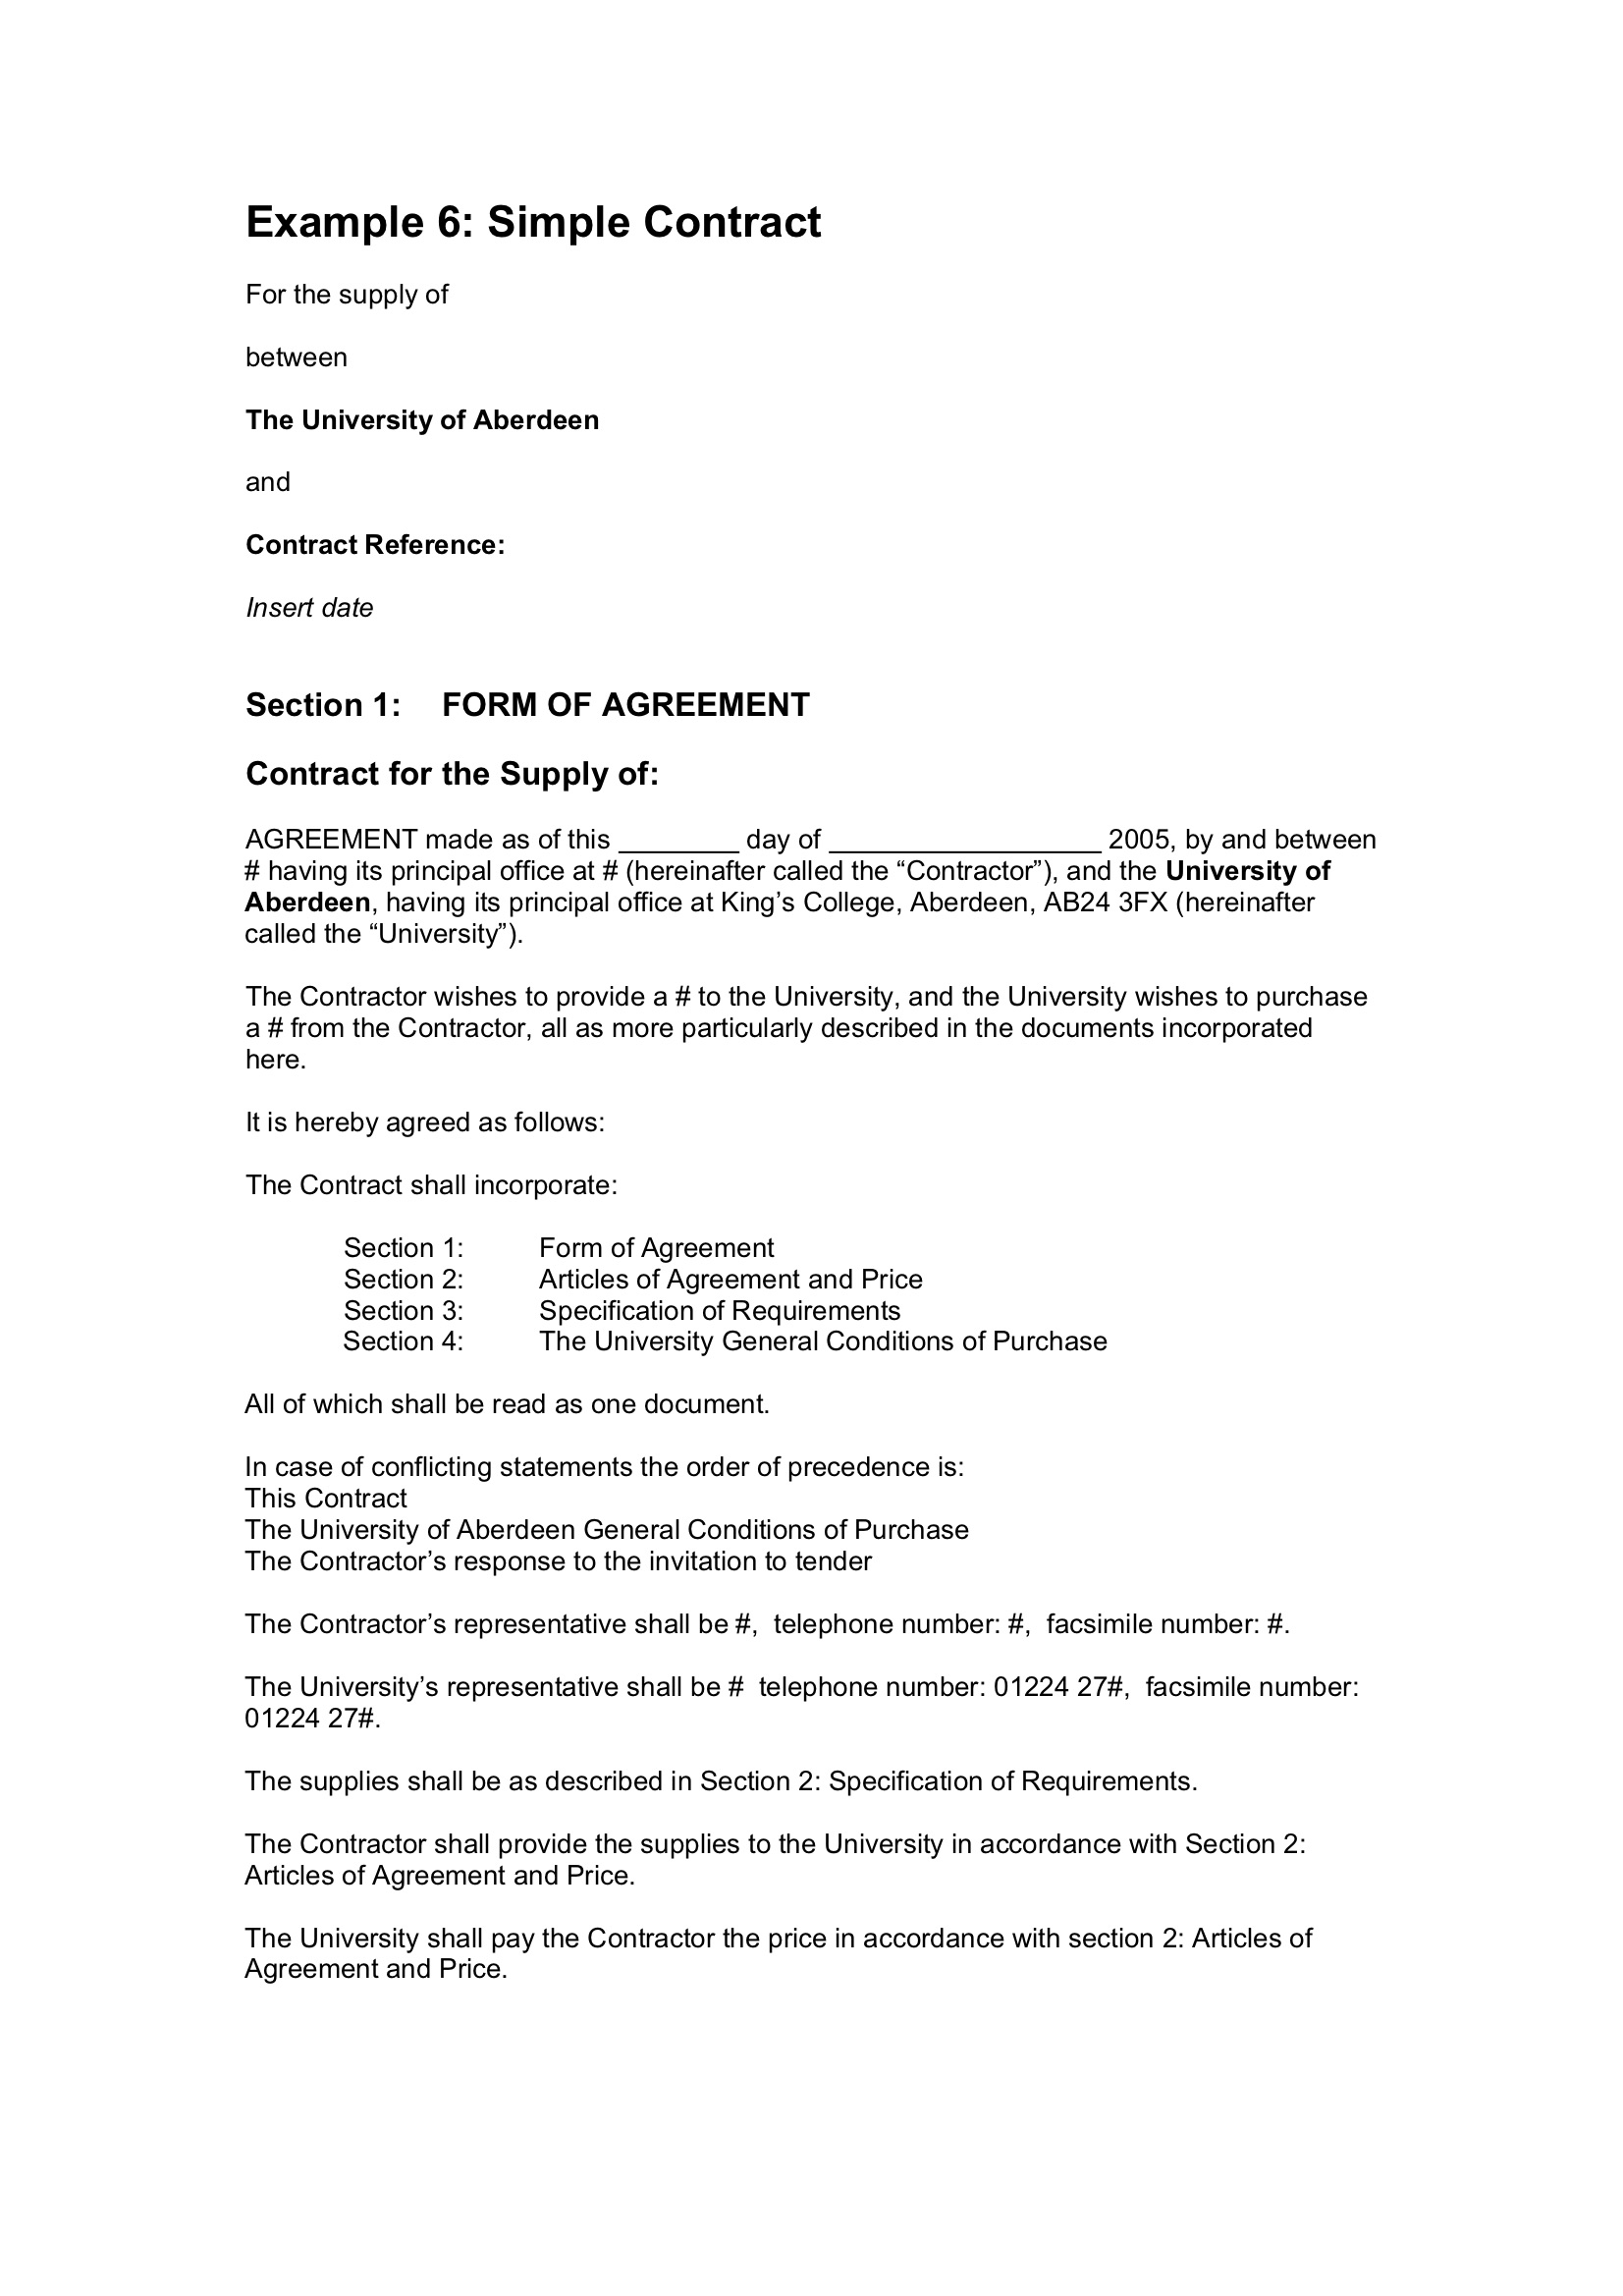 Example 6: Simple Contract
For the supply of
between
The University of Aberdeen
and
Contract Reference:
Insert date
Section 1: FORM OF AGREEMENT
Contract for the Supply of:
AGREEMENT made as of this ________ day of __________________ 2005, by and between
# having its principal office at # (hereinafter called the “Contractor”), and the University of
Aberdeen, having its principal office at King’s College, Aberdeen, AB24 3FX (hereinafter
called the “University”).
The Contractor wishes to provide a # to the University, and the University wishes to purchase
a # from the Contractor, all as more particularly described in the documents incorporated
here.
It is hereby agreed as follows:
The Contract shall incorporate:
Section 1: Form of Agreement
Section 2: Articles of Agreement and Price
Section 3: Specification of Requirements
Section 4: The University General Conditions of Purchase
All of which shall be read as one document.
In case of conflicting statements the order of precedence is:
This Contract
The University of Aberdeen General Conditions of Purchase
The Contractor’s response to the invitation to tender
The Contractor’s representative shall be #, telephone number: #, facsimile number: #.
The University’s representative shall be # telephone number: 01224 27#, facsimile number:
01224 27#.
The supplies shall be as described in Section 2: Specification of Requirements.
The Contractor shall provide the supplies to the University in accordance with Section 2:
Articles of Agreement and Price.
The University shall pay the Contractor the price in accordance with section 2: Articles of
Agreement and Price.